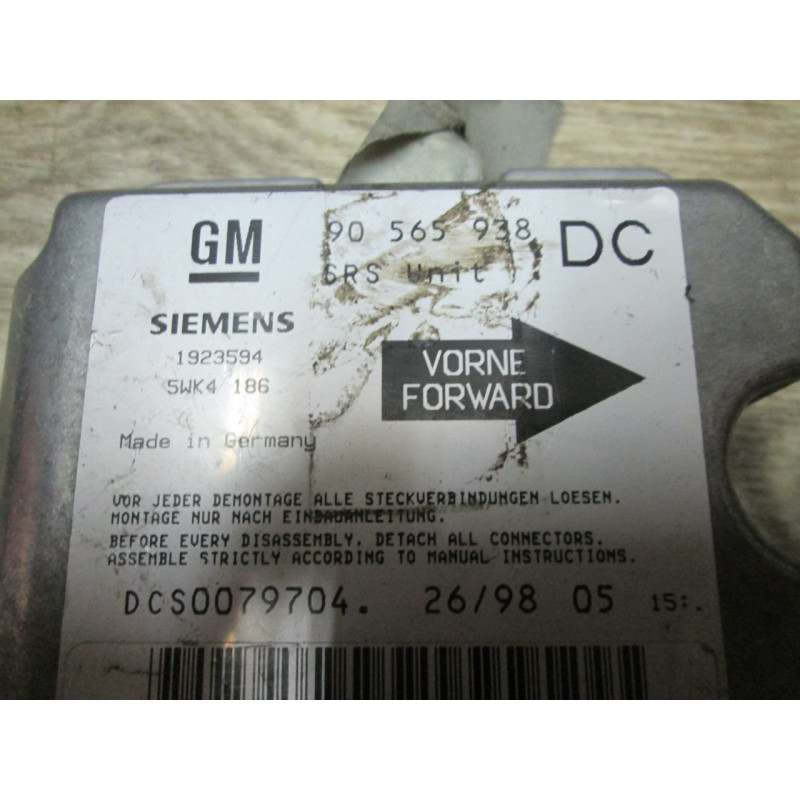 GM
90 565 938 DC
SRS Unit
SIEMENS
1923594
5WK4 186
VORNE
FORWARD
Made in Germany
VOR JEDER DEMONTAGE ALLE STECKVERBINDUNGEN LOESEN.
MONTAGE NUR NACH EINBAUANLEITUNG.
BEFORE EVERY DISASSEMBLY. DETACH ALL CONNECTORS.
ASSEMBLE STRICTLY ACCORDING TO MANUAL INSTRUCTIONS.
DCS0079704. 26/98 05